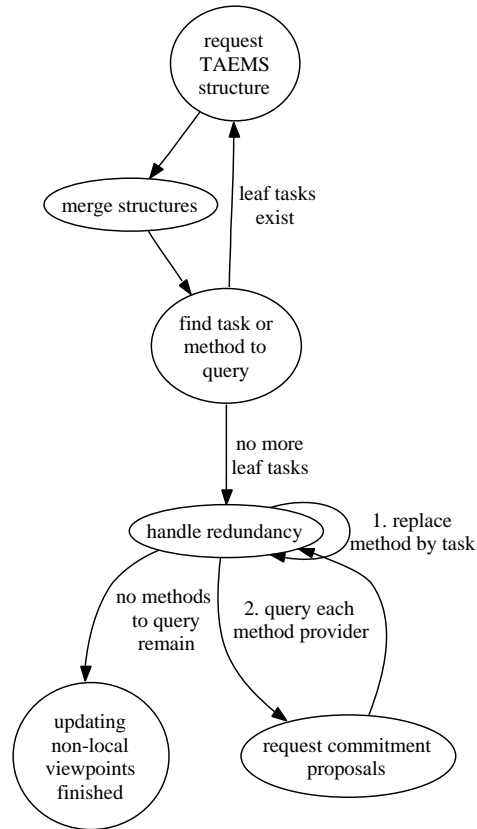 request
TAEMS
structure
merge structures
leaf tasks
exist
find task or
method to
query
no more
leaf tasks
handle redundancy
1. replace
method by task
no methods
to query
remain
2. query each
method provider
updating
non-local
viewpoints
finished
request commitment
proposals